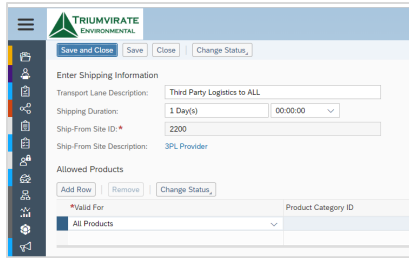 TRIUMVIRATE
ENVIRONMENTAL
Save and Close Save Close Change Status
Enter Shipping Information
Transport Lane Description: Third Party Logistics to ALL
Shipping Duration: 1 Day(s) 00:00:00
Ship-From Site ID: * 2200
Ship-From Site Description: 3PL Provider
Allowed Products
Add Row Remove Change Status
*Valid For Product Category ID
All Products